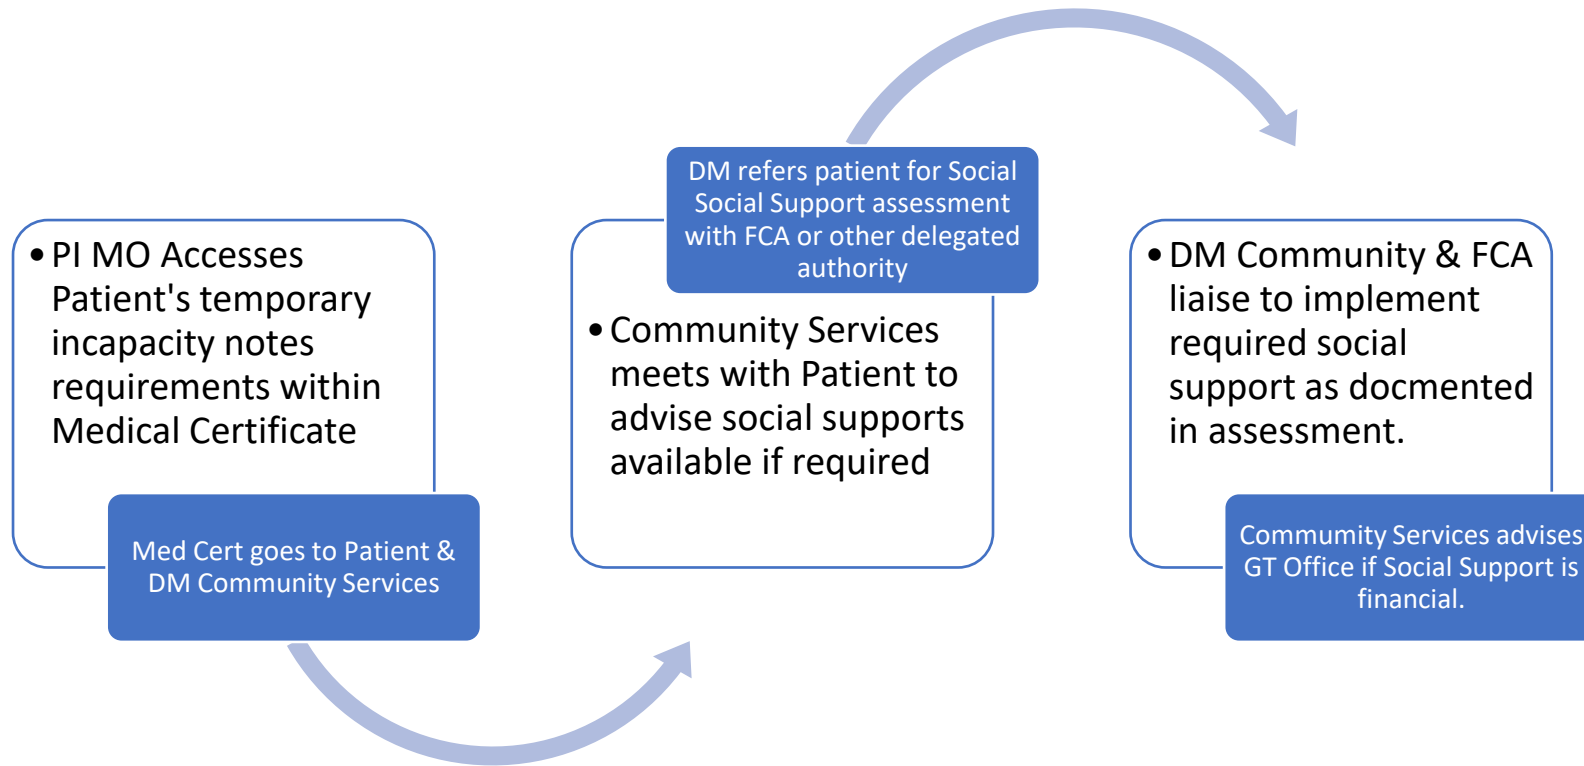 • PI MO Accesses
Patient's temporary
incapacity notes
requirements within
Medical Certificate
Med Cert goes to Patient &
DM Community Services
DM refers patient for Social
Social Support assessment
with FCA or other delegated
authority
• Community Services
meets with Patient to
advise social supports
available if required
• DM Community & FCA
liaise to implement
required social
support as docmented
in assessment.
Commumity Services advises
GT Office if Social Support is
financial.